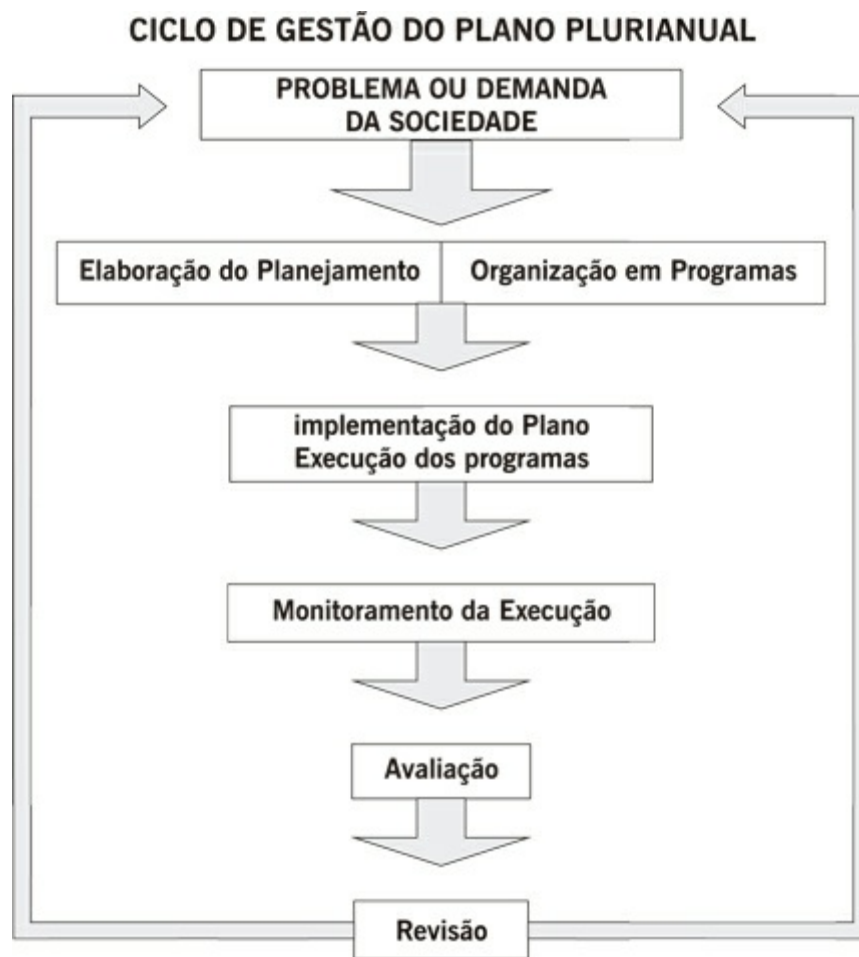 CICLO DE GESTÃO DO PLANO PLURIANUAL
PROBLEMA OU DEMANDA
DA SOCIEDADE
Elaboração do Planejamento
Organização em Programas
implementação do Plano
Execução dos programas
Monitoramento da Execução
Avaliação
Revisão